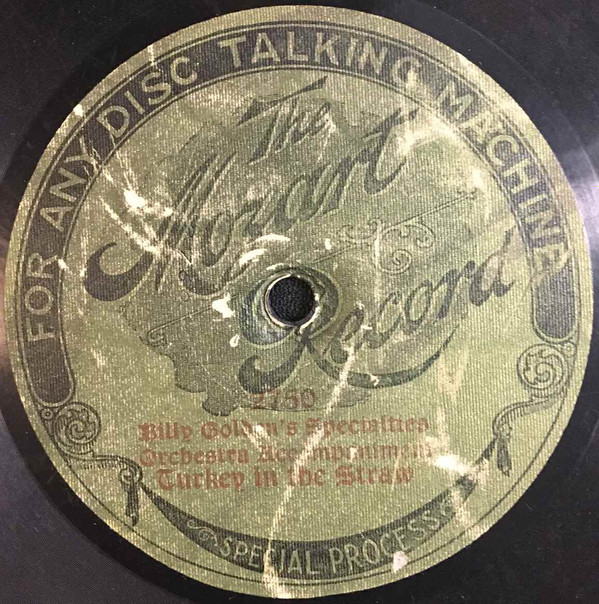 FOR ANY DISC TALKING MACHINE
The
Mozart
Record
2150
Billy Golden's Specialties
Orchestra Accompaniment
Turkey in the Straw
SPECIAL PROCESS